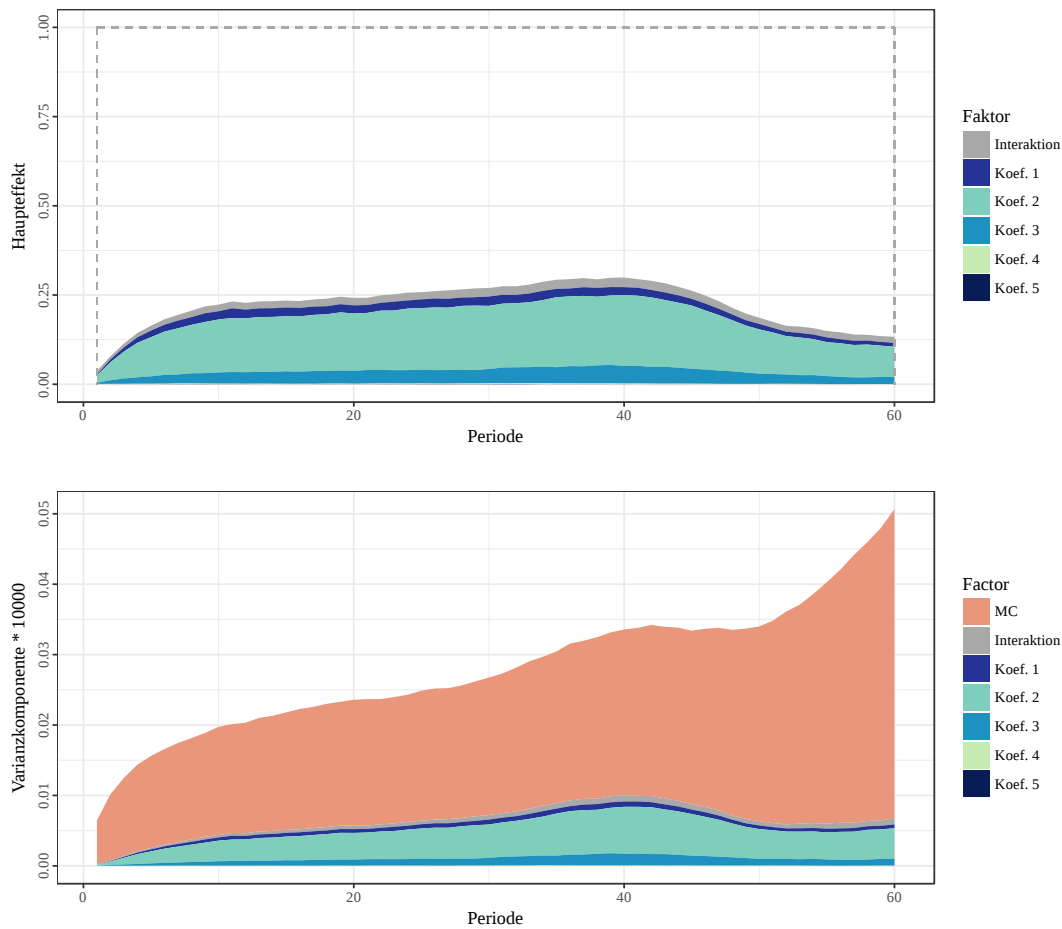 Haupteffekt
1.00
0.75
0.50
0.25
0.00
0
20
40
60
Periode
Faktor
Interaktion
Koef. 1
Koef. 2
Koef. 3
Koef. 4
Koef. 5
Varianzkomponente * 10000
0.05
0.04
0.03
0.02
0.01
0.00
0
20
40
60
Periode
Factor
MC
Interaktion
Koef. 1
Koef. 2
Koef. 3
Koef. 4
Koef. 5